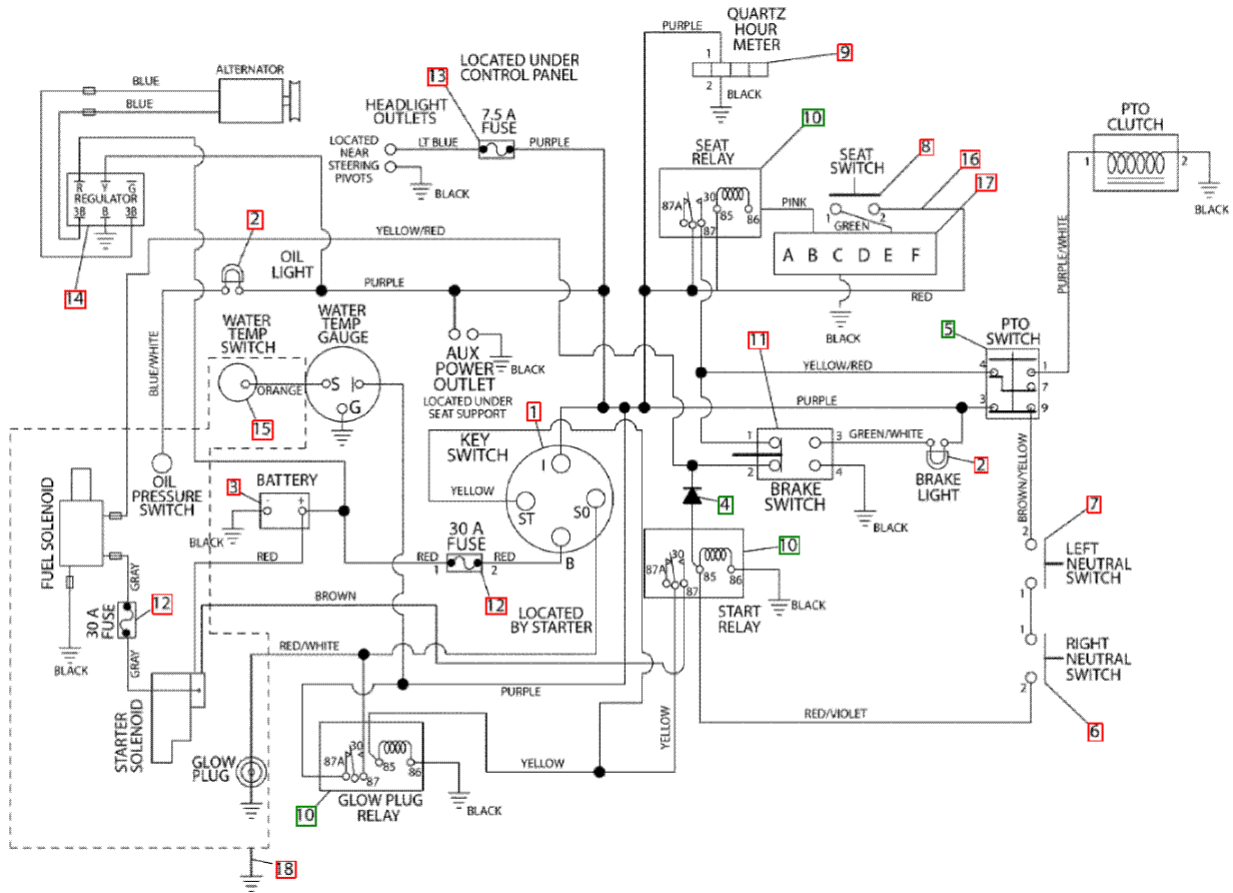 QUARTZ
HOUR
METER
PURPLE
1
2
BLACK
9
ALTERNATOR
BLUE
BLUE
LOCATED UNDER
CONTROL PANEL
13
HEADLIGHT
OUTLETS
7.5 A
FUSE
LOCATED
NEAR
STEERING
PIVOTS
LT BLUE
PURPLE
BLACK
10
SEAT
RELAY
87A
30
87
85
86
PINK
SEAT
SWITCH
8
16
17
1
2
GREEN
A B C D E F
BLACK
RED
PTO
CLUTCH
1
2
BLACK
PURPLE/WHITE
R Y G
REGULATOR
3B B 3B
14
2
OIL
LIGHT
YELLOW/RED
PURPLE
BLUE/WHITE
WATER
TEMP
SWITCH
WATER
TEMP
GAUGE
ORANGE
S I
G
15
AUX
POWER
OUTLET
BLACK
LOCATED UNDER
SEAT SUPPORT
5
PTO
SWITCH
4
1
7
3
9
YELLOW/RED
PURPLE
11
1
2
3
4
GREEN/WHITE
BRAKE
SWITCH
BLACK
2
BRAKE
LIGHT
BROWN/YELLOW
1
KEY
SWITCH
I
ST
SO
B
YELLOW
OIL
PRESSURE
SWITCH
3
BATTERY
- +
BLACK
RED
30 A
FUSE
RED
1
2
RED
12
LOCATED
BY STARTER
4
10
87A
30
87
85
86
START
RELAY
BLACK
2
7
LEFT
NEUTRAL
SWITCH
1
1
RIGHT
NEUTRAL
SWITCH
2
6
RED/VIOLET
FUEL SOLENOID
BLACK
GRAY
30 A
FUSE
12
GRAY
STARTER
SOLENOID
BROWN
RED/WHITE
PURPLE
YELLOW
YELLOW
GLOW
PLUG
87A
30
87
85
86
10
GLOW PLUG
RELAY
BLACK
18